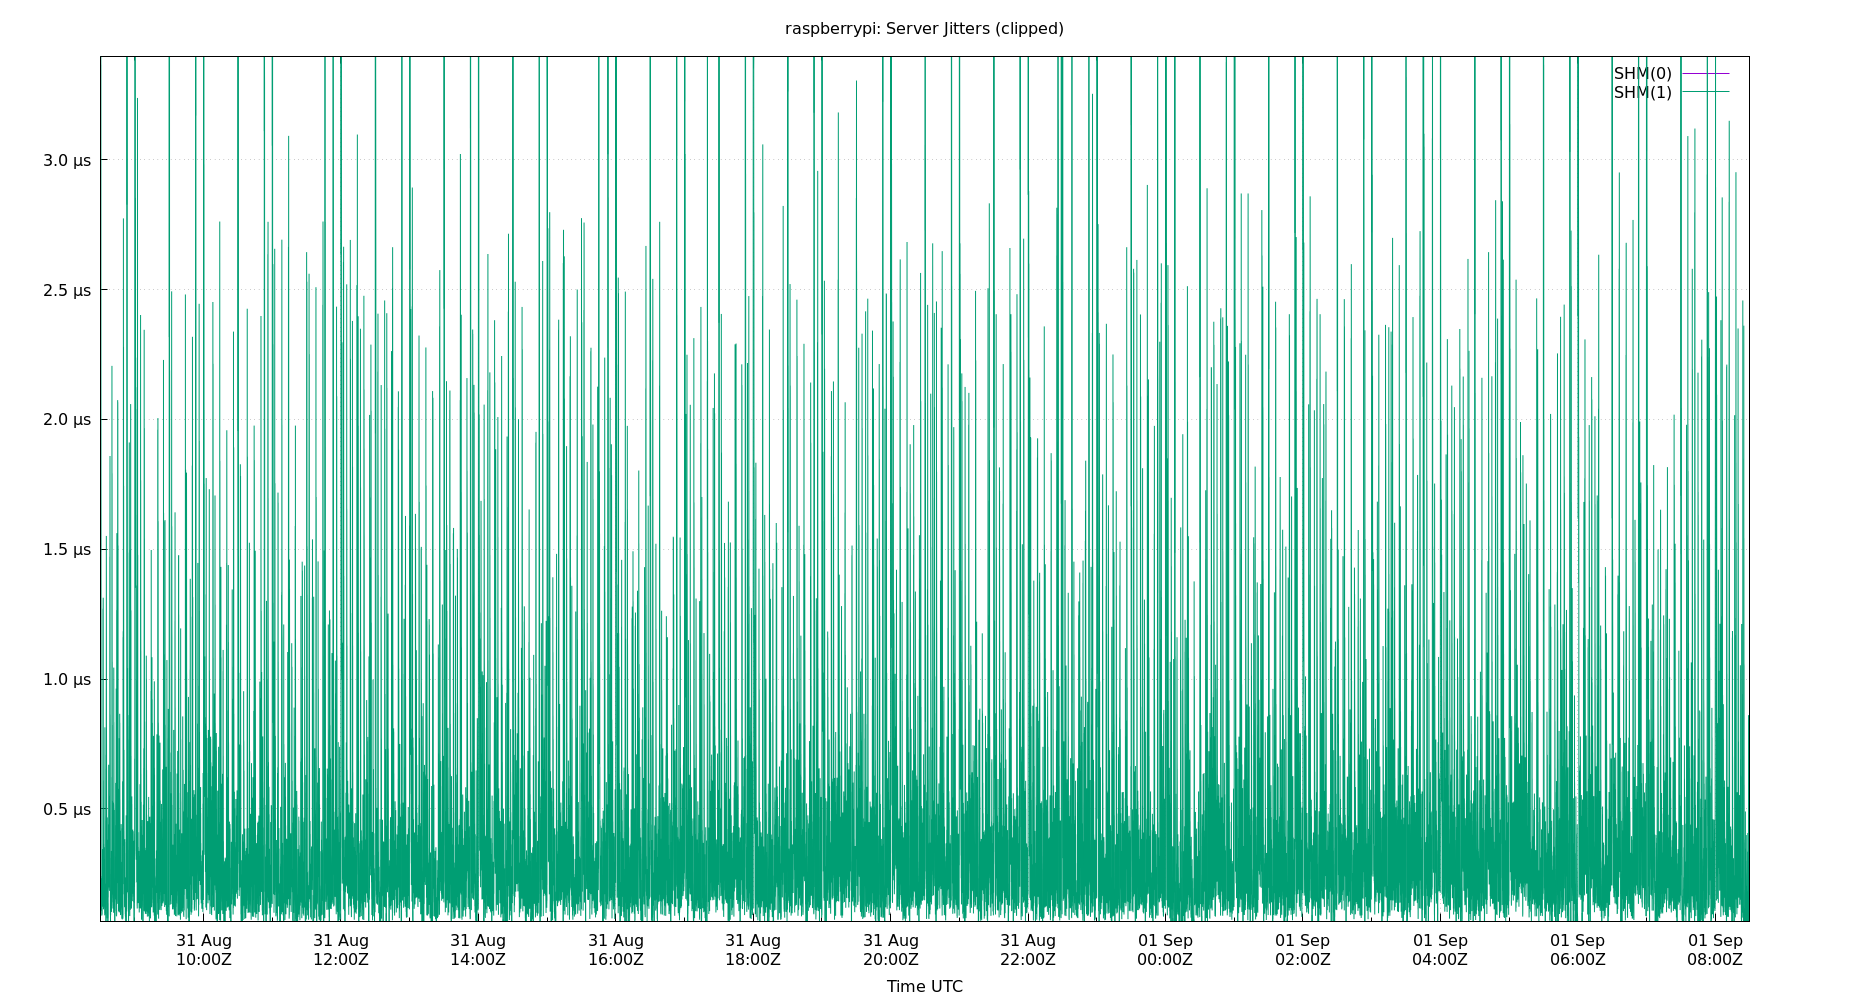 raspberrypi: Server Jitters (clipped)
SHM(0)
SHM(1)
3.0 µs
2.5 µs
2.0 µs
1.5 µs
1.0 µs
0.5 µs
31 Aug 31 Aug 31 Aug 31 Aug 31 Aug 31 Aug 31 Aug 01 Sep 01 Sep 01 Sep 01 Sep 01 Sep
10:00Z 12:00Z 14:00Z 16:00Z 18:00Z 20:00Z 22:00Z 00:00Z 02:00Z 04:00Z 06:00Z 08:00Z
Time UTC